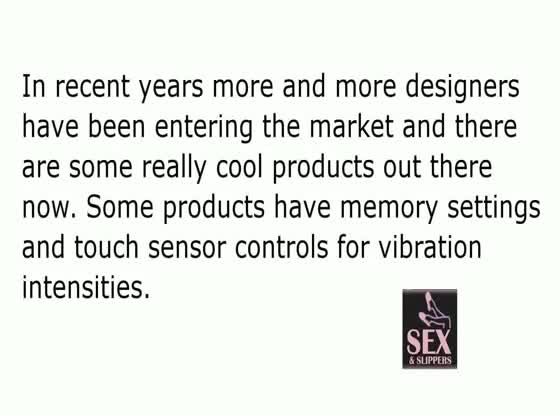 In recent years more and more designers
have been entering the market and there
are some really cool products out there
now. Some products have memory settings
and touch sensor controls for vibration
intensities.
SEX
& SLIPPERS